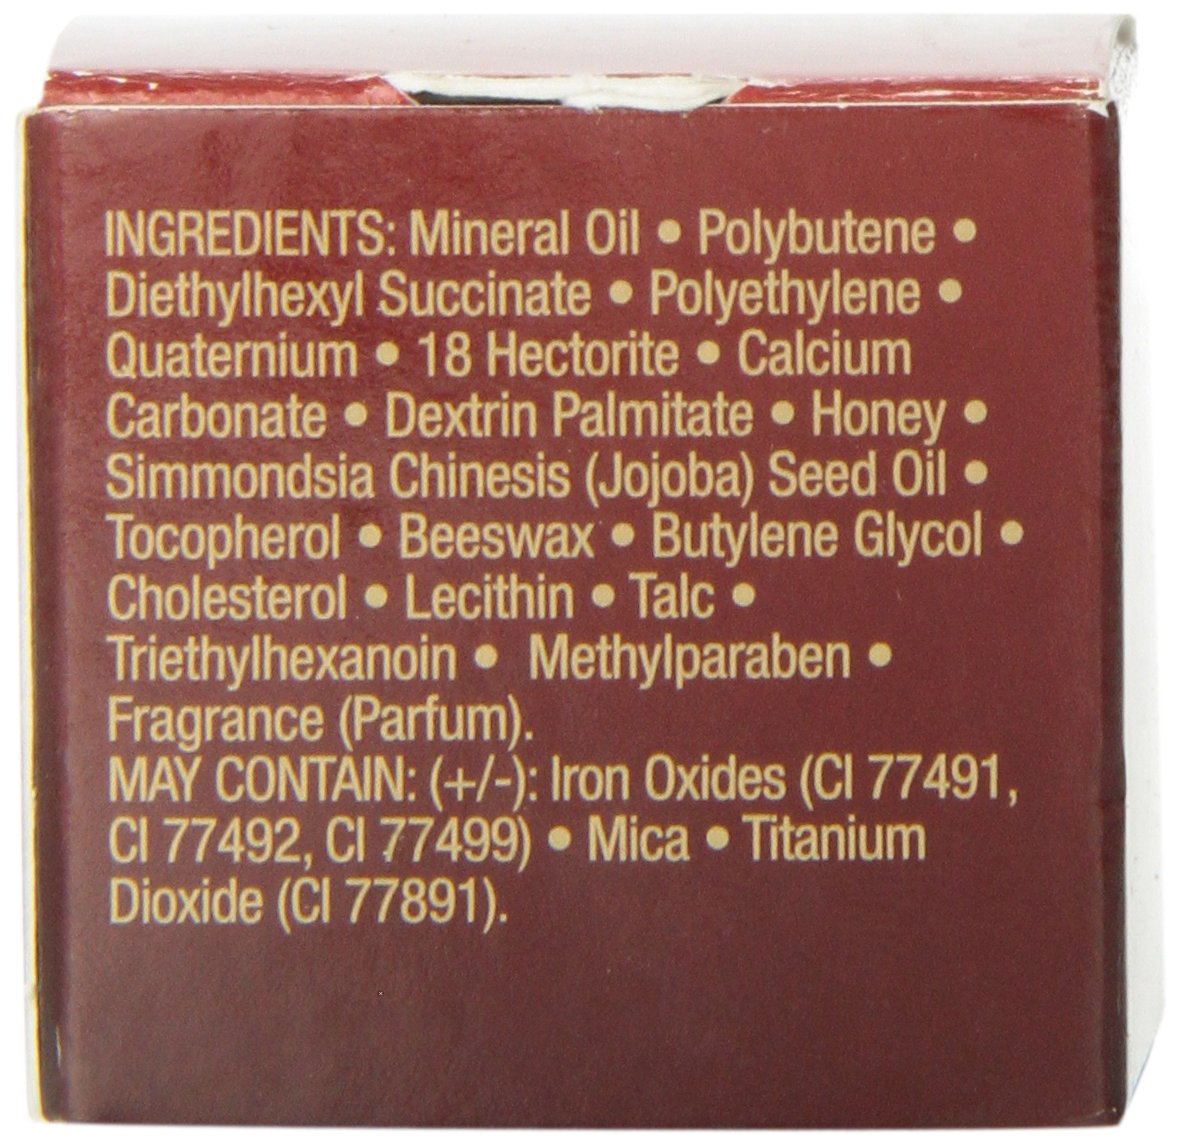 INGREDIENTS: Mineral Oil • Polybutene •
Diethylhexyl Succinate • Polyethylene •
Quaternium • 18 Hectorite • Calcium
Carbonate • Dextrin Palmitate • Honey •
Simmondsia Chinesis (Jojoba) Seed Oil •
Tocopherol • Beeswax • Butylene Glycol •
Cholesterol • Lecithin • Talc •
Triethylhexanoin • Methylparaben •
Fragrance (Parfum).
MAY CONTAIN: (+/-): Iron Oxides (CI 77491,
CI 77492, CI 77499) • Mica • Titanium
Dioxide (CI 77891).